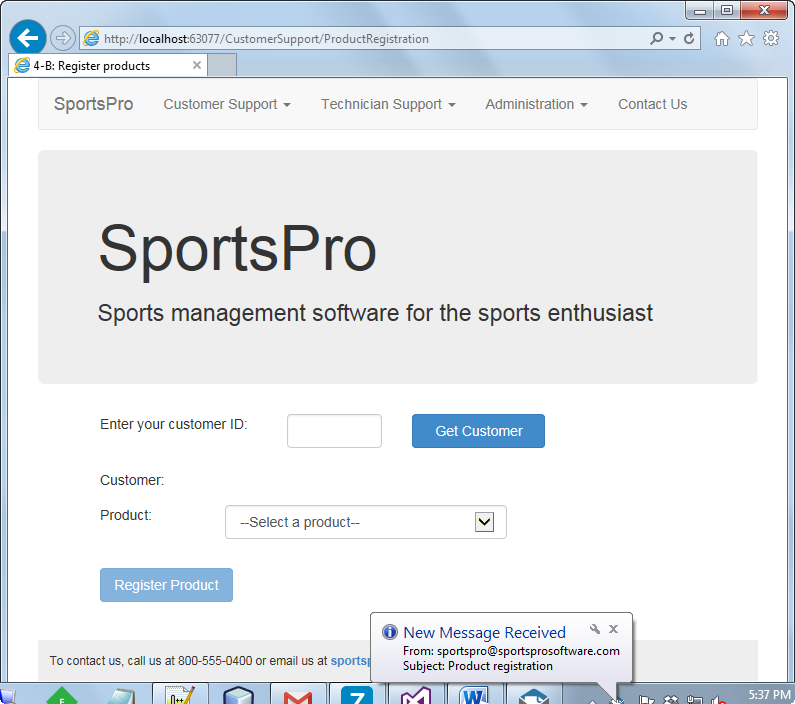 http://localhost:63077/CustomerSupport/ProductRegistration
4-B: Register products
SportsPro Customer Support Technician Support Administration Contact Us
SportsPro
Sports management software for the sports enthusiast
Enter your customer ID: Get Customer
Customer:
Product: --Select a product--
Register Product
New Message Received
From: sportspro@sportsprosoftware.com
Subject: Product registration
To contact us, call us at 800-555-0400 or email us at sportsp
5:37 PM